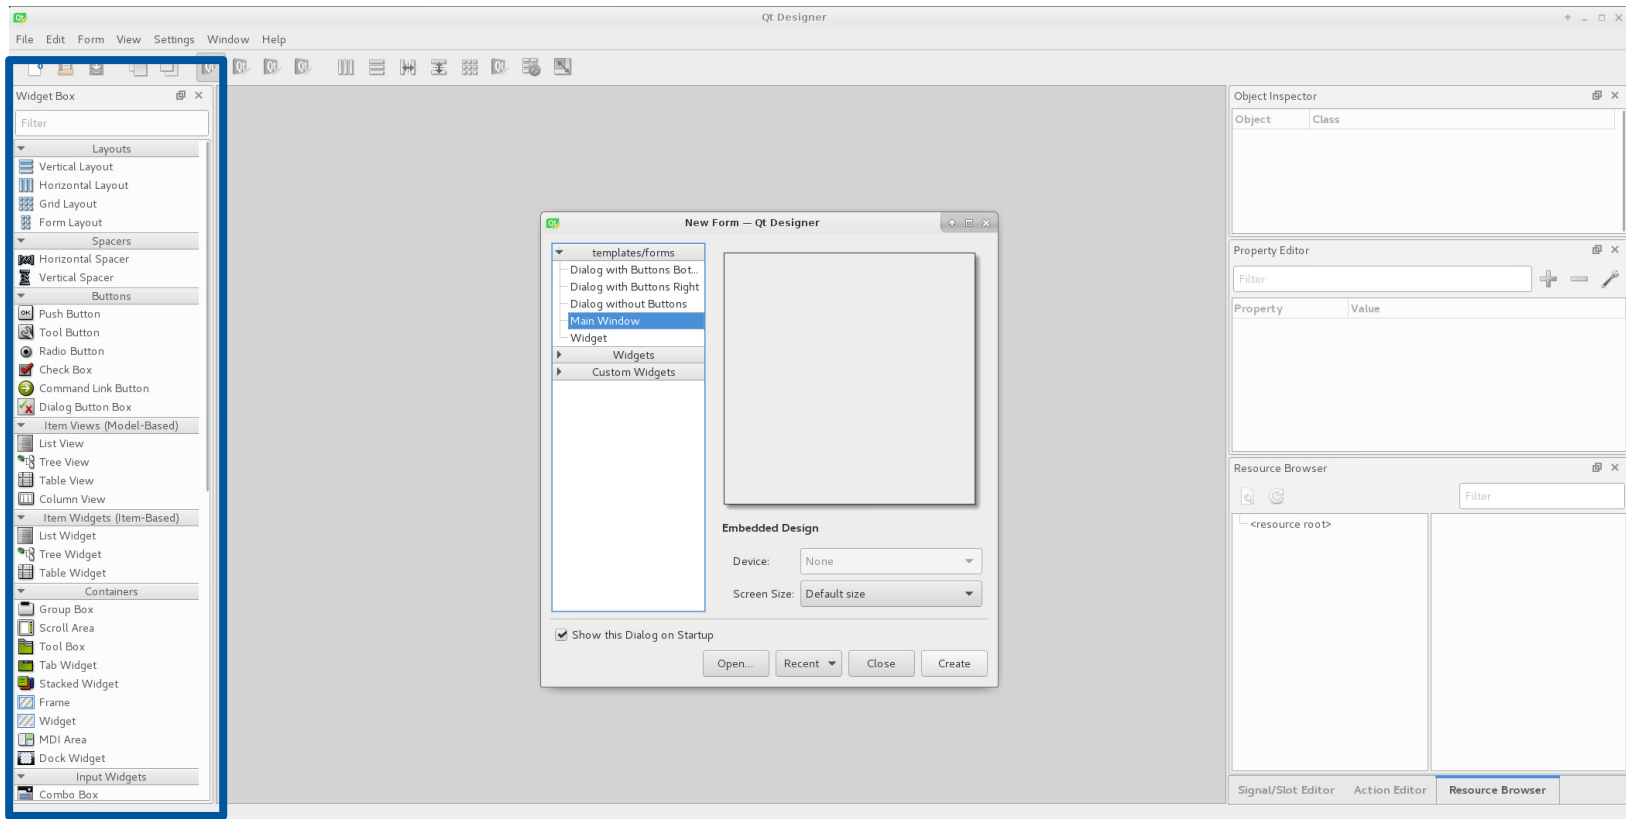 Qt Designer
File Edit Form View Settings Window Help
Widget Box
Filter
Layouts
Vertical Layout
Horizontal Layout
Grid Layout
Form Layout
Spacers
Horizontal Spacer
Vertical Spacer
Buttons
Push Button
Tool Button
Radio Button
Check Box
Command Link Button
Dialog Button Box
Item Views (Model-Based)
List View
Tree View
Table View
Column View
Item Widgets (Item-Based)
List Widget
Tree Widget
Table Widget
Containers
Group Box
Scroll Area
Tool Box
Tab Widget
Stacked Widget
Frame
Widget
MDI Area
Dock Widget
Input Widgets
Combo Box
New Form — Qt Designer
templates/forms
Dialog with Buttons Bot...
Dialog with Buttons Right
Dialog without Buttons
Main Window
Widget
Widgets
Custom Widgets
Embedded Design
Device: None
Screen Size: Default size
Show this Dialog on Startup
Open... Recent Close Create
Object Inspector
Object Class
Property Editor
Filter
Property Value
Resource Browser
Filter
<resource root>
Signal/Slot Editor Action Editor Resource Browser